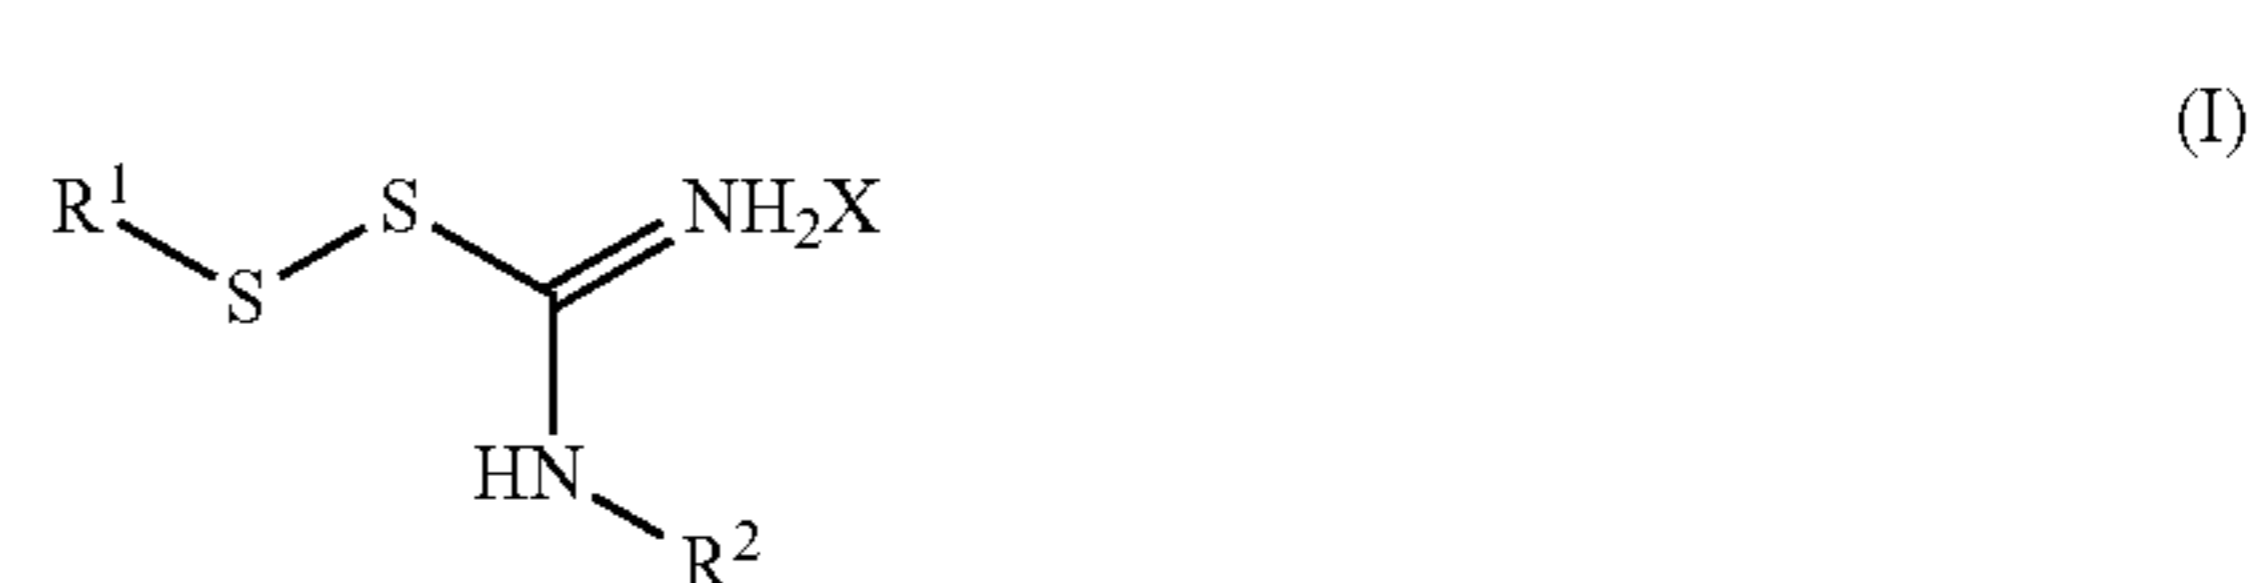 (I)
R¹ S NH₂X
S
HN
R²